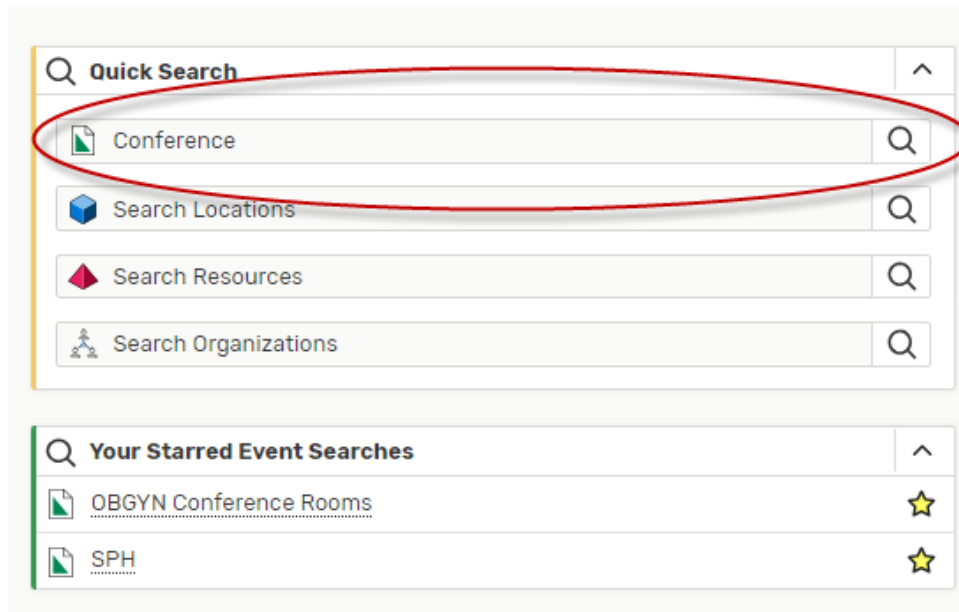 Quick Search
Conference
Search Locations
Search Resources
Search Organizations
Your Starred Event Searches
OBGYN Conference Rooms
SPH